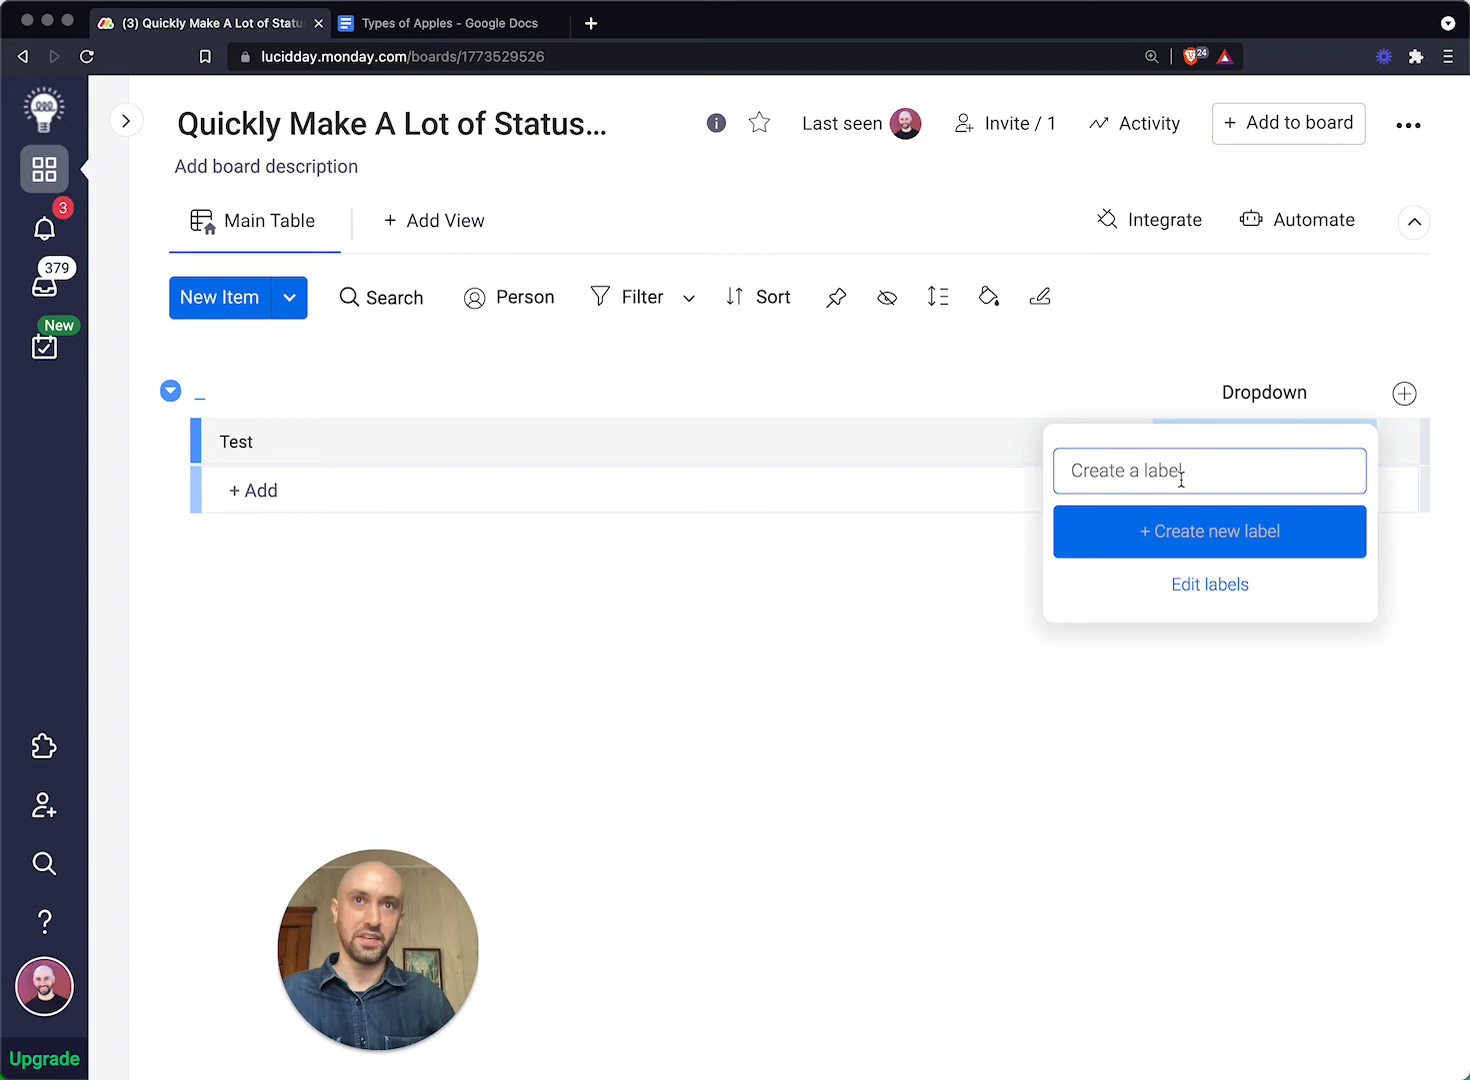 (3) Quickly Make A Lot of Statu
Types of Apples - Google Docs
lucidday.monday.com/boards/1773529526
24
Quickly Make A Lot of Status...
Last seen
Invite / 1
Activity
+ Add to board
Add board description
Main Table
+ Add View
Integrate
Automate
3
379
New
New Item
Search
Person
Filter
Sort
Dropdown
Test
+ Add
Create a label
+ Create new label
Edit labels
Upgrade